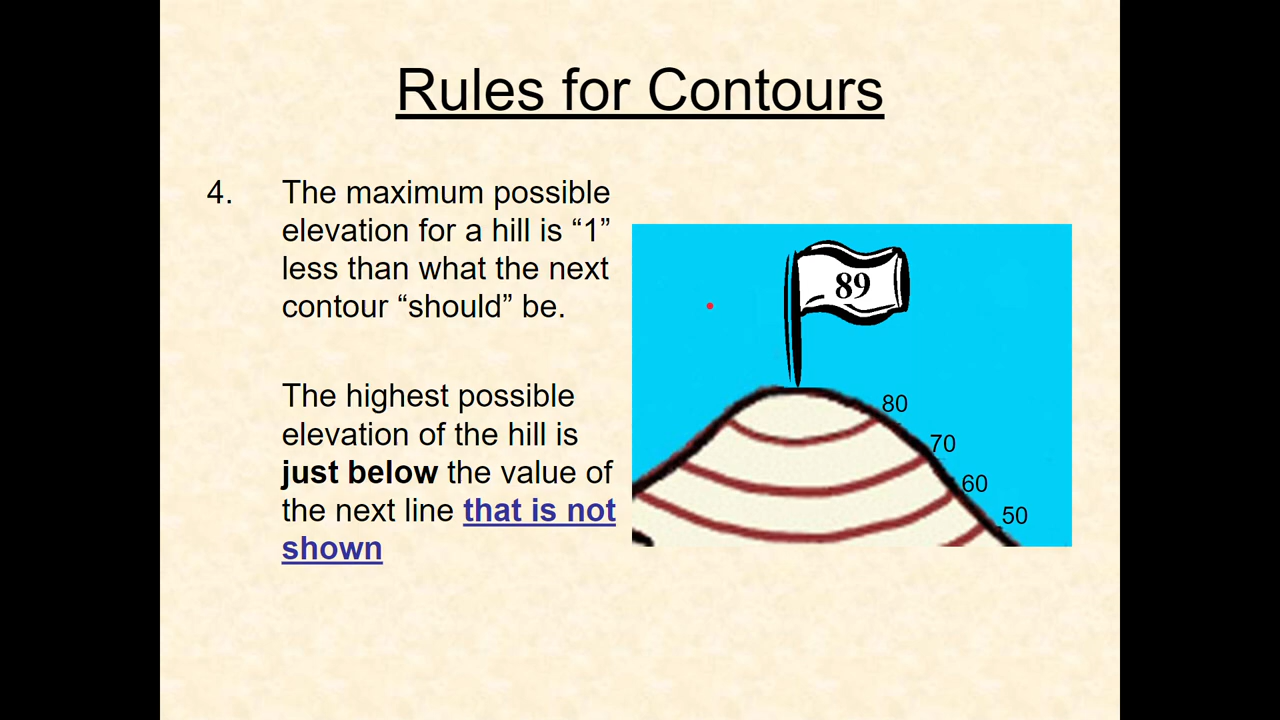 Rules for Contours
4. The maximum possible
elevation for a hill is “1”
less than what the next
contour “should” be.
The highest possible
elevation of the hill is
just below the value of
the next line that is not
shown
89
80
70
60
50